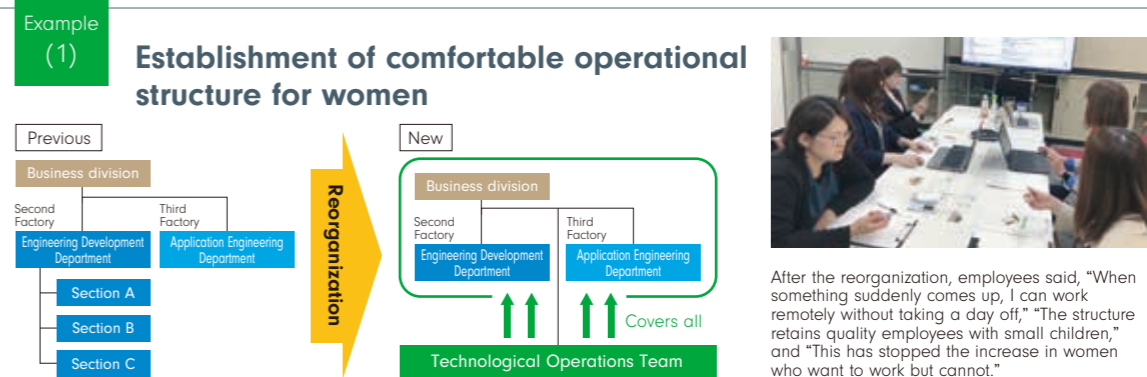 Example
(1)
Establishment of comfortable operational
structure for women
Previous
Business division
Second
Factory
Third
Factory
Engineering Development
Department
Application Engineering
Department
Section A
Section B
Section C
Reorganization
New
Business division
Second
Factory
Third
Factory
Engineering Development
Department
Application Engineering
Department
Covers all
Technological Operations Team
After the reorganization, employees said, “When
something suddenly comes up, I can work
remotely without taking a day off,” “The structure
retains quality employees with small children,”
and “This has stopped the increase in women
who want to work but cannot.”